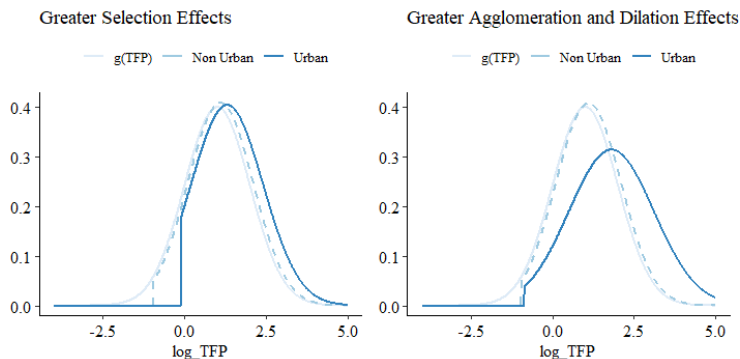 Greater Selection Effects
g(TFP) Non Urban Urban
0.4
0.3
0.2
0.1
0.0
-2.5 0.0 2.5 5.0
log_TFP
Greater Agglomeration and Dilation Effects
g(TFP) Non Urban Urban
0.4
0.3
0.2
0.1
0.0
-2.5 0.0 2.5 5.0
log_TFP